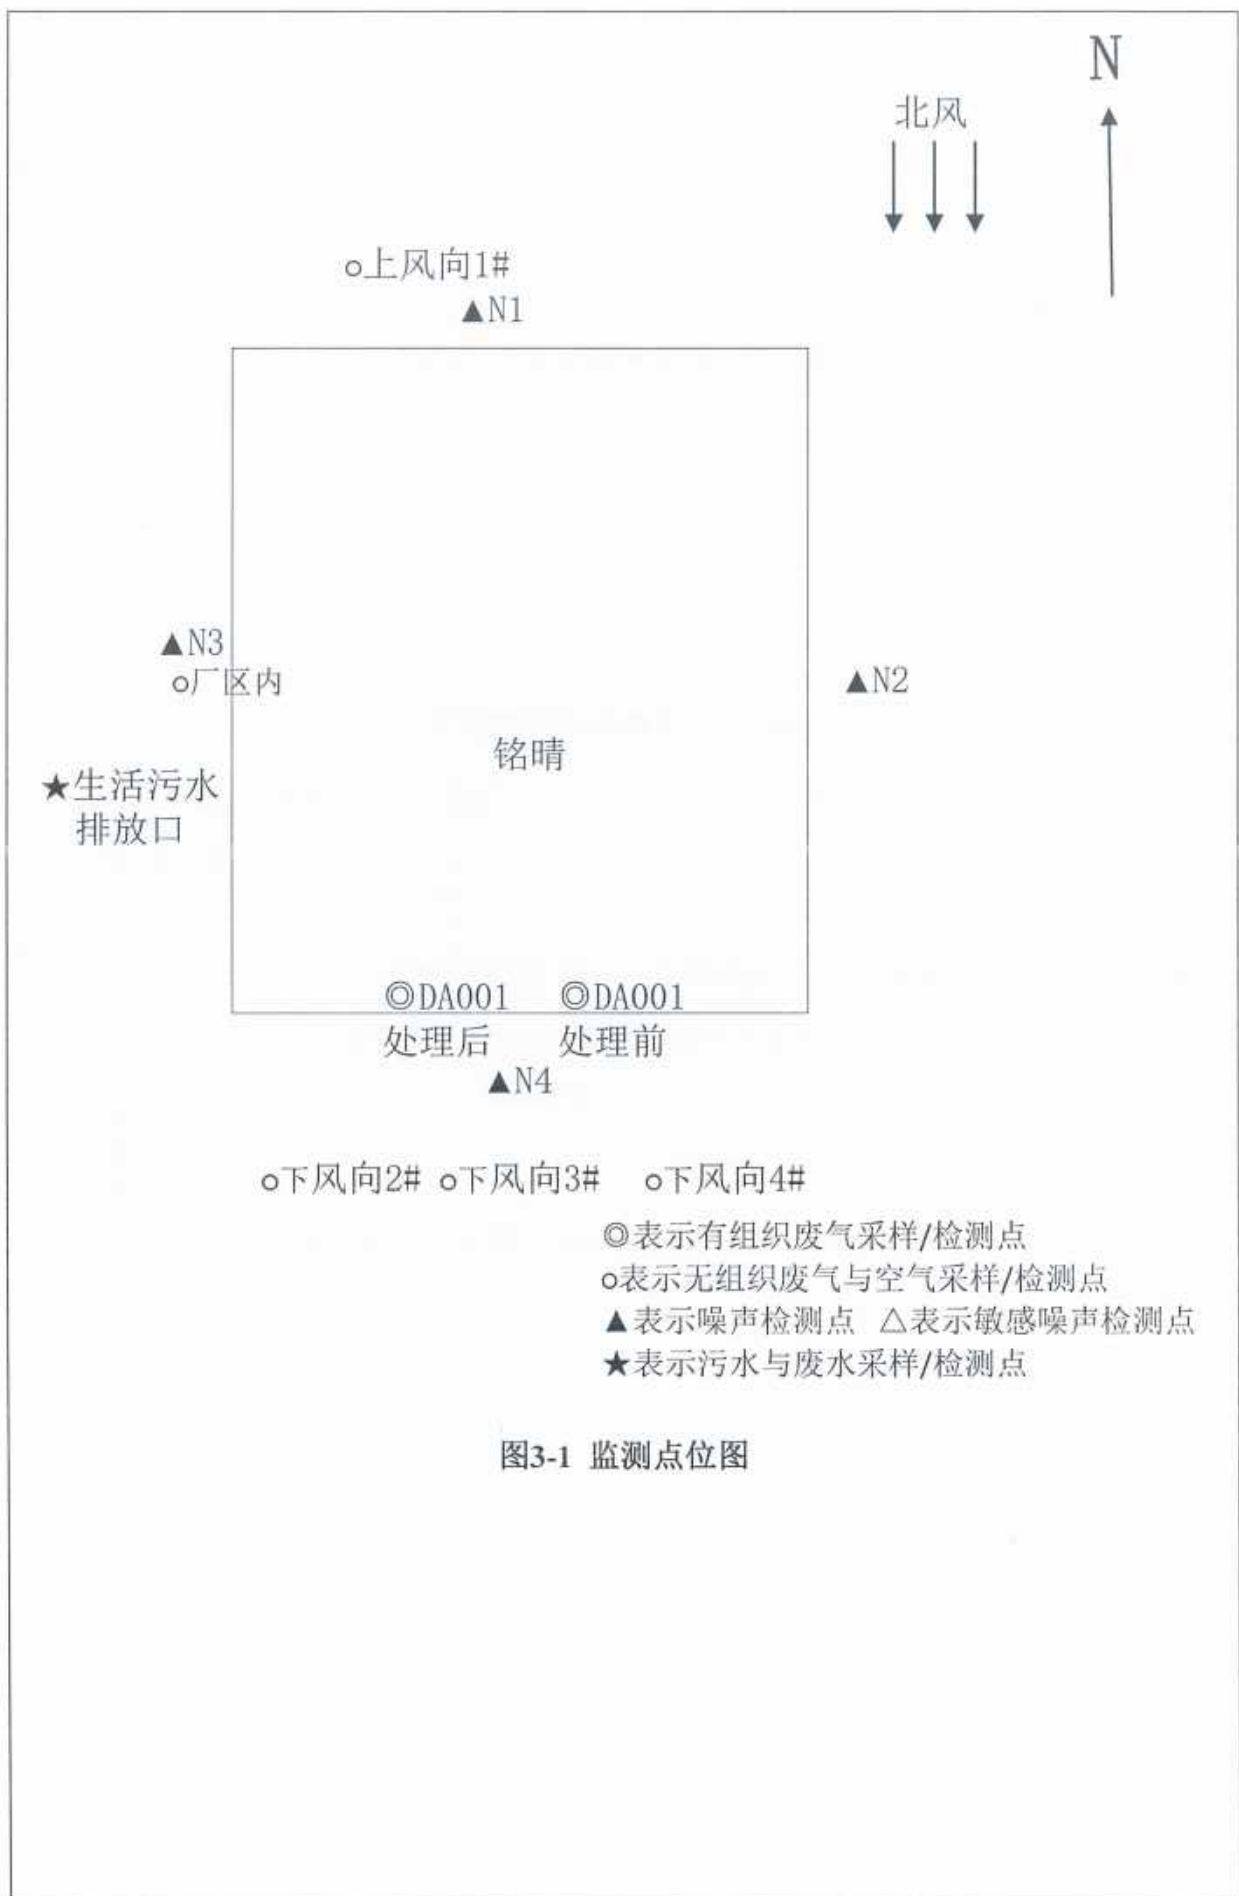 N
北风
○上风向1#
▲N1
▲N3
○厂区内
▲N2
铭晴
★生活污水
排放口
◎DA001 ◎DA001
处理后 处理前
▲N4
○下风向2# ○下风向3# ○下风向4#
◎表示有组织废气采样/检测点
○表示无组织废气与空气采样/检测点
▲表示噪声检测点 △表示敏感噪声检测点
★表示污水与废水采样/检测点
图3-1 监测点位图